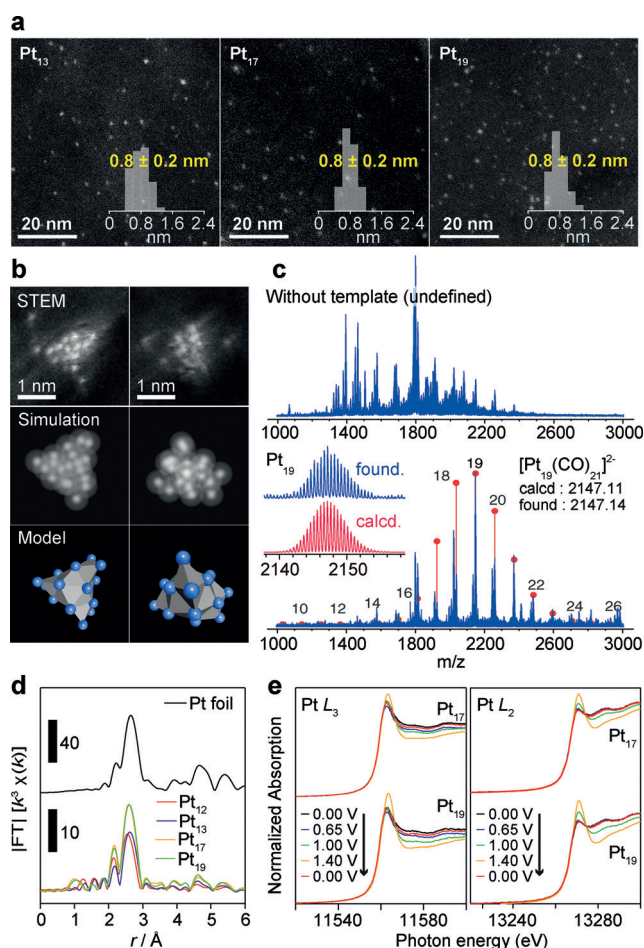 a
Pt13
Pt17
Pt19
0.8 ± 0.2 nm
0.8 ± 0.2 nm
0.8 ± 0.2 nm
20 nm
0 0.8 1.6 2.4
nm
20 nm
0 0.8 1.6 2.4
nm
20 nm
0 0.8 1.6 2.4
nm
b
STEM
1 nm
1 nm
Simulation
Model
c
Without template (undefined)
1000 1400 1800 2200 2600 3000
Pt19
found.
calcd.
2140 2150
[Pt19(CO)21]2-
calcd : 2147.11
found : 2147.14
10 12 14 16 18 19 20 22 24 26
1000 1400 1800 2200 2600 3000
m/z
d
Pt foil
40
10
Pt12
Pt13
Pt17
Pt19
|FT| [k3 χ(k)]
0 1 2 3 4 5 6
r / Å
e
Pt L3
Pt17
Pt19
0.00 V
0.65 V
1.00 V
1.40 V
0.00 V
Pt L2
Pt17
Pt19
0.00 V
0.65 V
1.00 V
1.40 V
0.00 V
Normalized Absorption
11540 11580
13240 13280
Photon energy (eV)